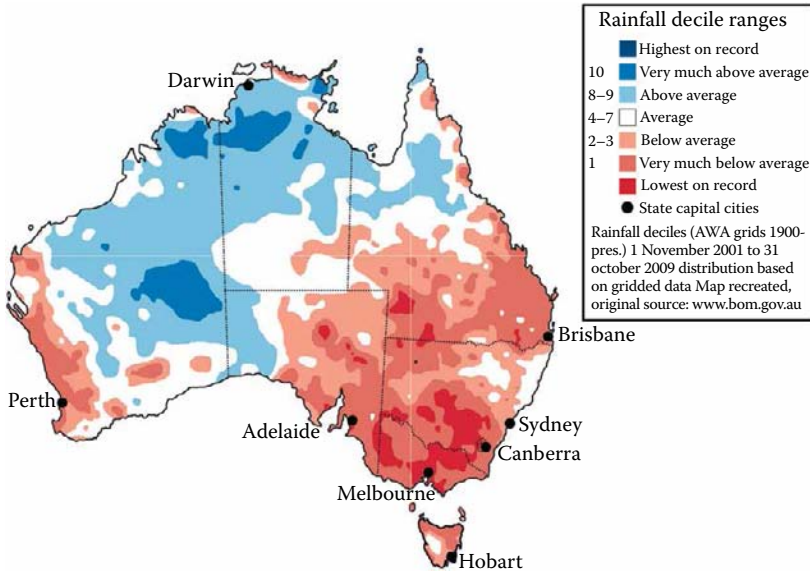 Rainfall decile ranges
Highest on record
10 Very much above average
8–9 Above average
4–7 Average
2–3 Below average
1 Very much below average
Lowest on record
State capital cities
Rainfall deciles (AWA grids 1900-
pres.) 1 November 2001 to 31
october 2009 distribution based
on gridded data Map recreated,
original source: www.bom.gov.au
Darwin
Brisbane
Perth
Adelaide
Sydney
Canberra
Melbourne
Hobart